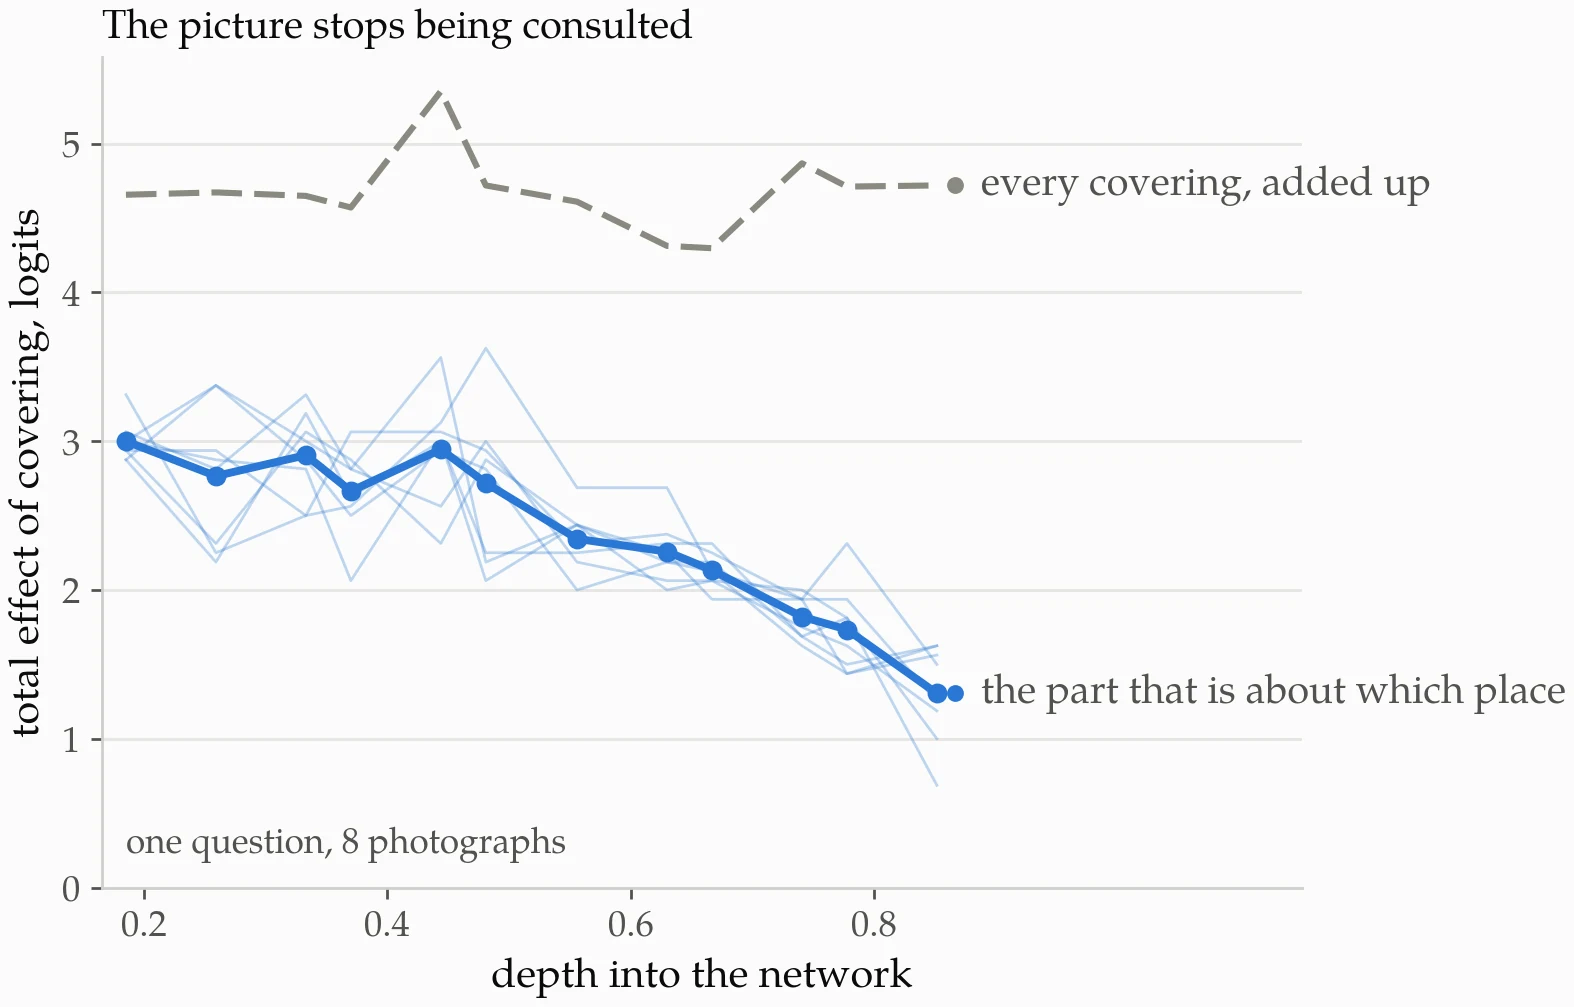 The picture stops being consulted
total effect of covering, logits
5
4
3
2
1
0
every covering, added up
the part that is about which place
one question, 8 photographs
0.2 0.4 0.6 0.8
depth into the network